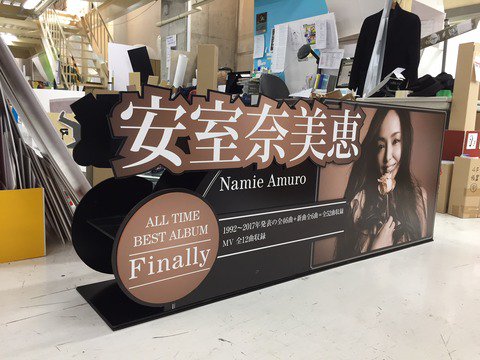 安室奈美恵
Namie Amuro
ALL TIME
BEST ALBUM
Finally
1992〜2017年発表の全46曲+新曲全6曲=全52曲収録
MV 全12曲収録